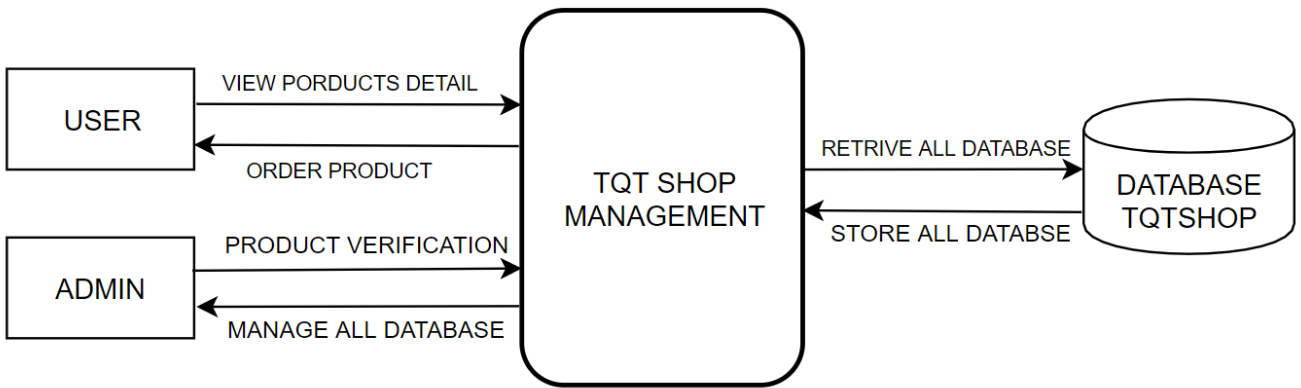 VIEW PORDUCTS DETAIL
USER
ORDER PRODUCT
PRODUCT VERIFICATION
ADMIN
MANAGE ALL DATABASE
TQT SHOP
MANAGEMENT
RETRIVE ALL DATABASE
STORE ALL DATABSE
DATABASE
TQTSHOP